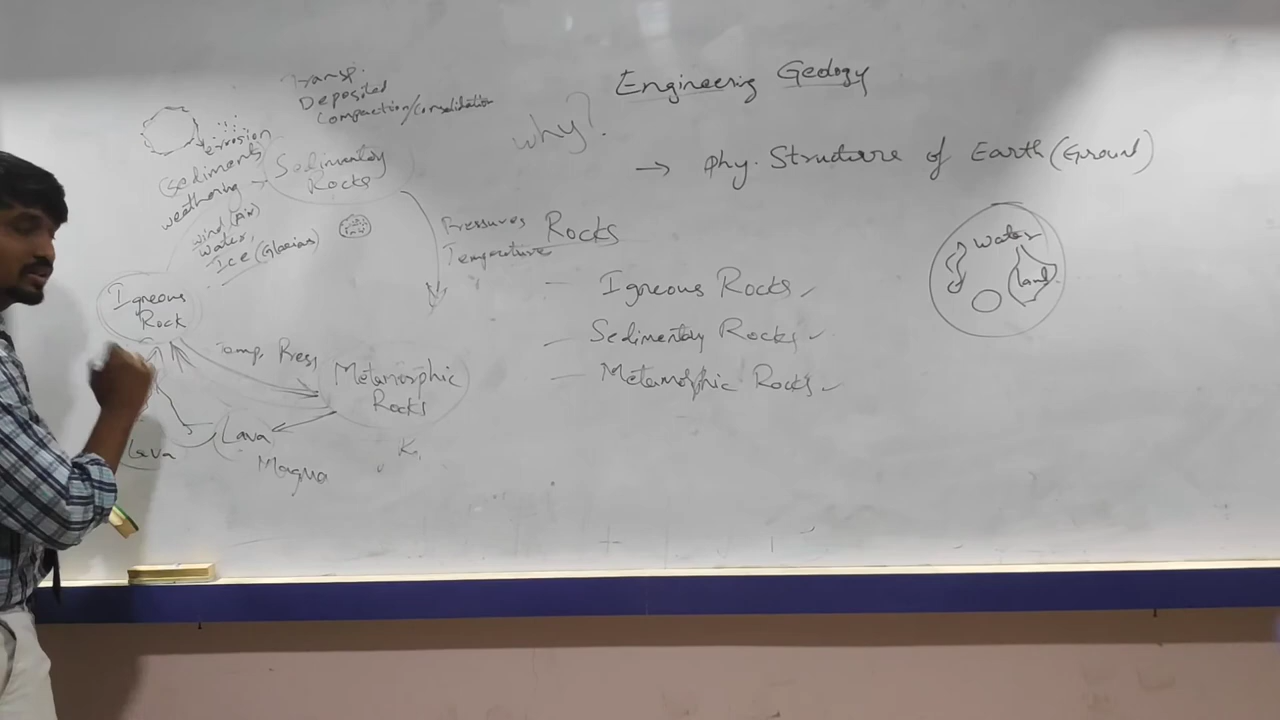 Engineering Geology
why?
→ phy. Structure of Earth (Ground)
Water
Land
Rocks
— Igneous Rocks ✓
— Sedimentary Rocks ✓
— Metamorphic Rocks ✓
Transp.
Deposited
Compaction/Consolidation
erosion
(Sediments)
weathering
wind (Air)
Water,
Ice (Glacias)
Sedimentary
Rocks
Pressures
Temperature
Igneous
Rock
Temp, Press
Metamorphic
Rocks
Lava
Magma
Lava